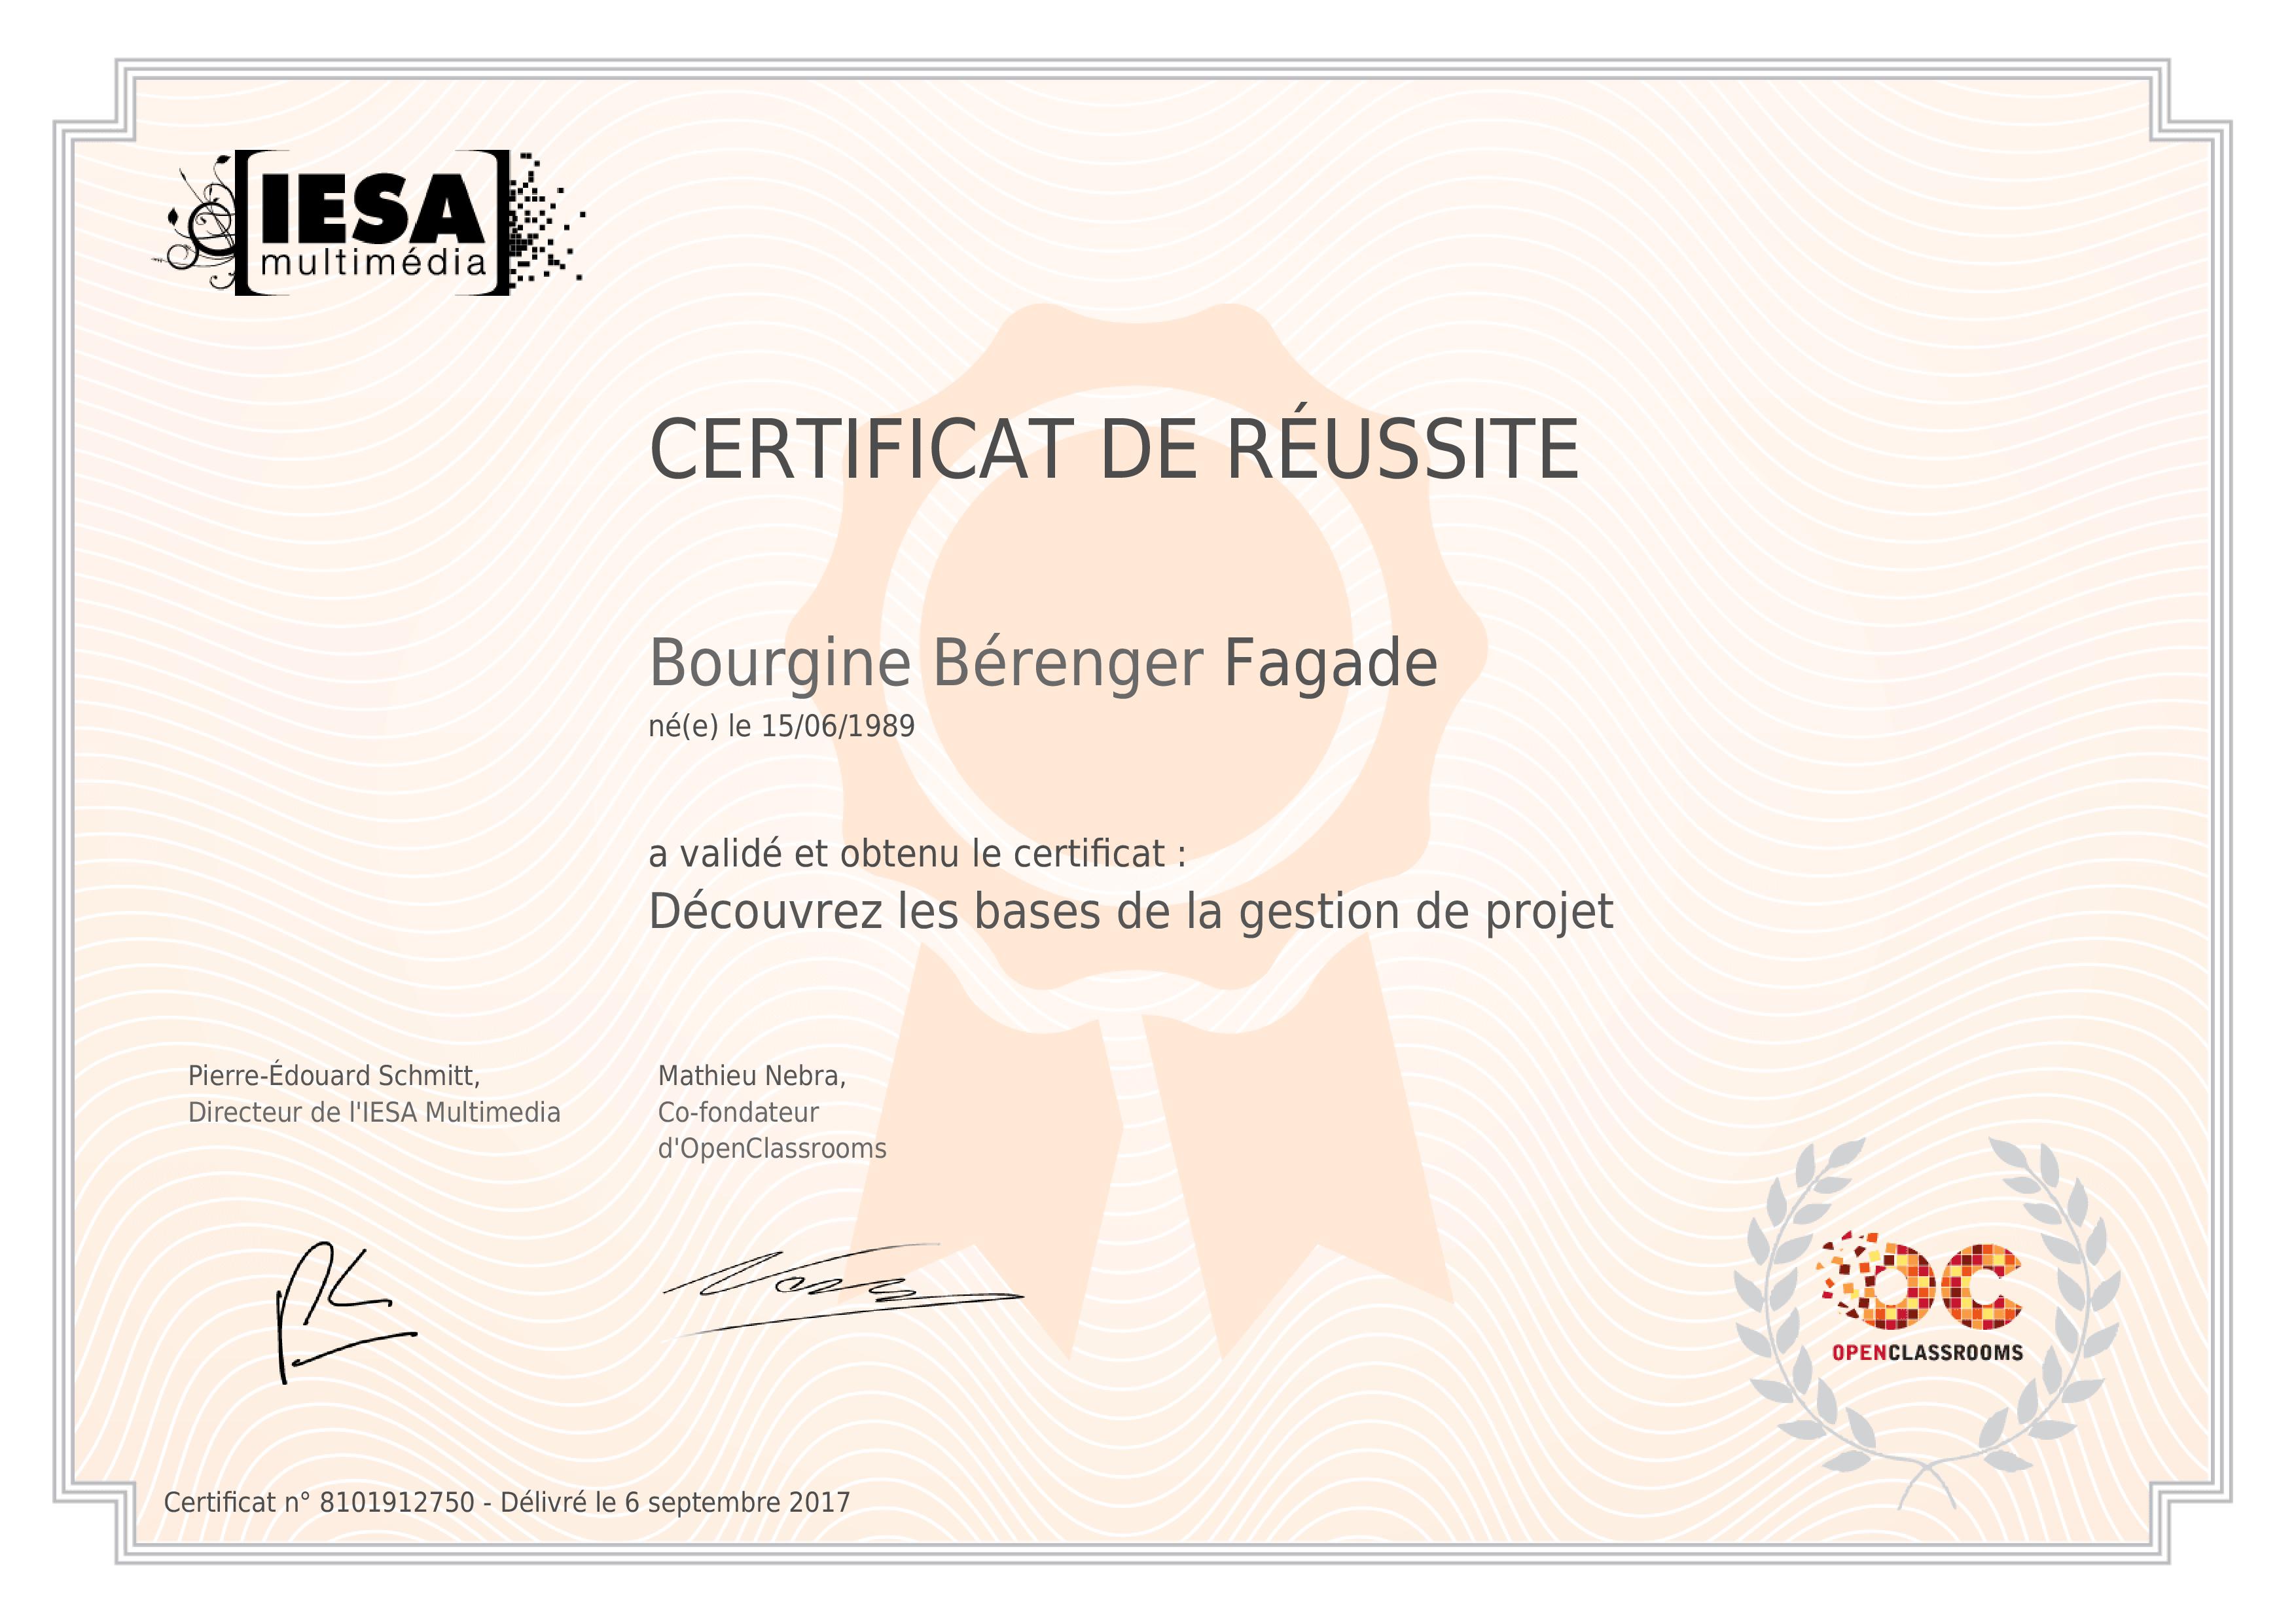 IESA
multimédia
CERTIFICAT DE RÉUSSITE
Bourgine Bérenger Fagade
né(e) le 15/06/1989
a validé et obtenu le certificat :
Découvrez les bases de la gestion de projet
Pierre-Édouard Schmitt,
Directeur de l'IESA Multimedia
Mathieu Nebra,
Co-fondateur
d'OpenClassrooms
OC
OPENCLASSROOMS
Certificat n° 8101912750 - Délivré le 6 septembre 2017